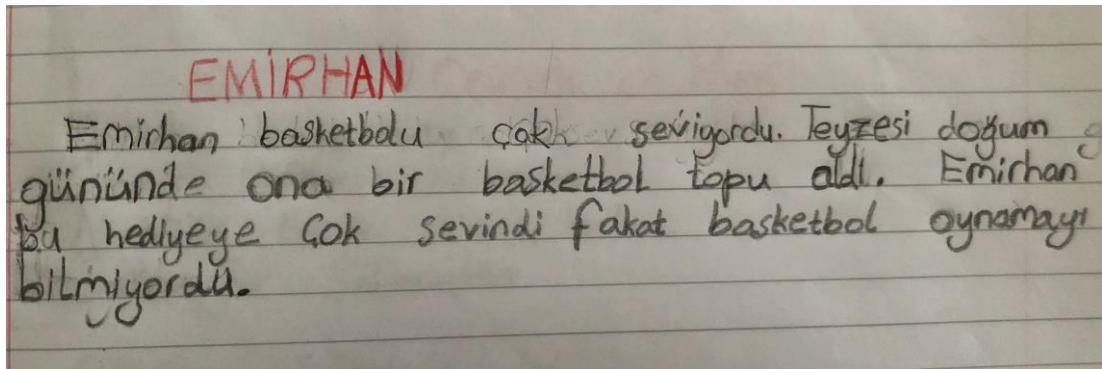 EMİRHAN
Emirhan basketbolu çok seviyordu. Teyzesi doğum
gününde ona bir basketbol topu aldı. Emirhan
bu hediyeye çok sevindi fakat basketbol oynamayı
bilmiyordu.